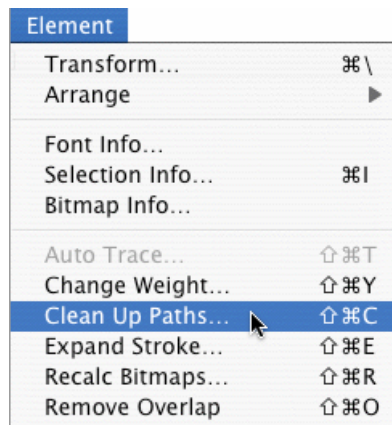 Element
Transform... ⌘\
Arrange ▶
Font Info...
Selection Info... ⌘I
Bitmap Info...
Auto Trace... ⇧⌘T
Change Weight... ⇧⌘Y
Clean Up Paths... ⇧⌘C
Expand Stroke... ⇧⌘E
Recalc Bitmaps... ⇧⌘R
Remove Overlap ⇧⌘O